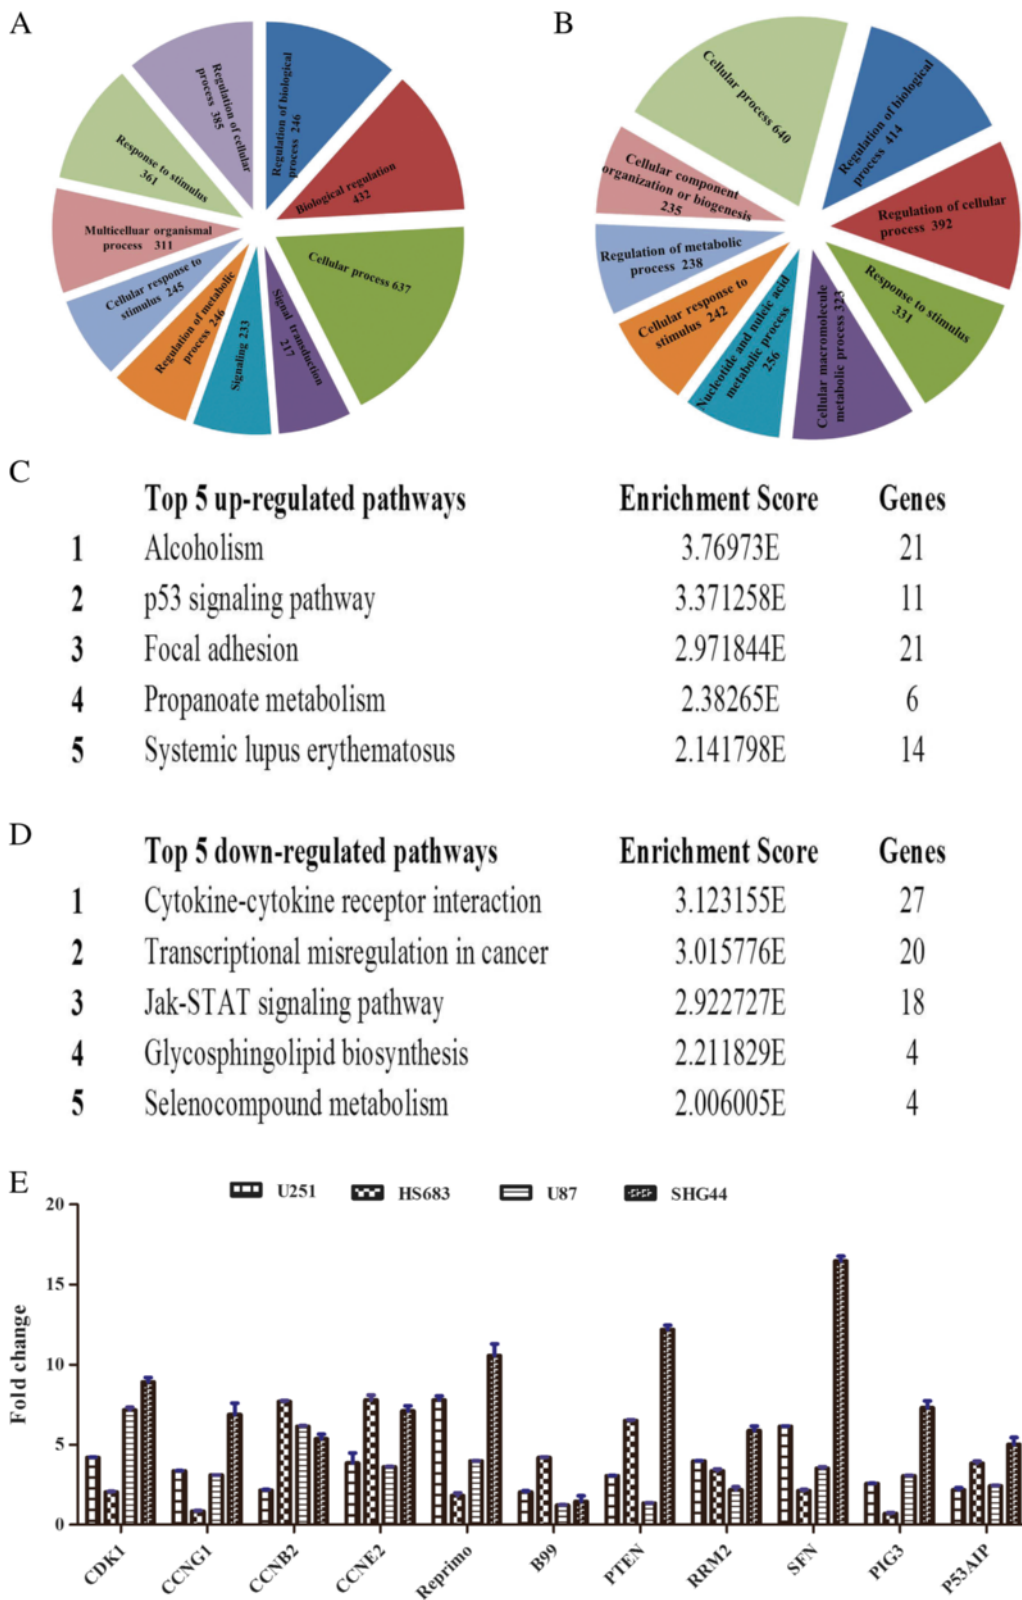 A
Regulation of biological
process 246
Biological regulation
432
Cellular process 637
Signal transduction
217
Signaling 233
Regulation of metabolic
process 246
Cellular response to
stimulus 245
Multicelluar organismal
process 311
Response to stimulus
361
Regulation of cellular
process 385
B
Regulation of biological
process 414
Regulation of cellular
process 392
Response to stimulus
331
Cellular macromolecule
metabolic process 323
Nucleotide and nulceic acid
metabolic process
256
Cellular response to
stimulus 242
Regulation of metabolic
process 238
Cellular component
organization or biogenesis
235
Cellular process 640
C
Top 5 up-regulated pathways Enrichment Score Genes
1 Alcoholism 3.76973E 21
2 p53 signaling pathway 3.371258E 11
3 Focal adhesion 2.971844E 21
4 Propanoate metabolism 2.38265E 6
5 Systemic lupus erythematosus 2.141798E 14
D
Top 5 down-regulated pathways Enrichment Score Genes
1 Cytokine-cytokine receptor interaction 3.123155E 27
2 Transcriptional misregulation in cancer 3.015776E 20
3 Jak-STAT signaling pathway 2.922727E 18
4 Glycosphingolipid biosynthesis 2.211829E 4
5 Selenocompound metabolism 2.006005E 4
E
U251 HS683 U87 SHG44
Fold change
20
15
10
5
0
CDK1 CCNG1 CCNB2 CCNE2 Reprimo B99 PTEN RRM2 SFN PIG3 P53AIP